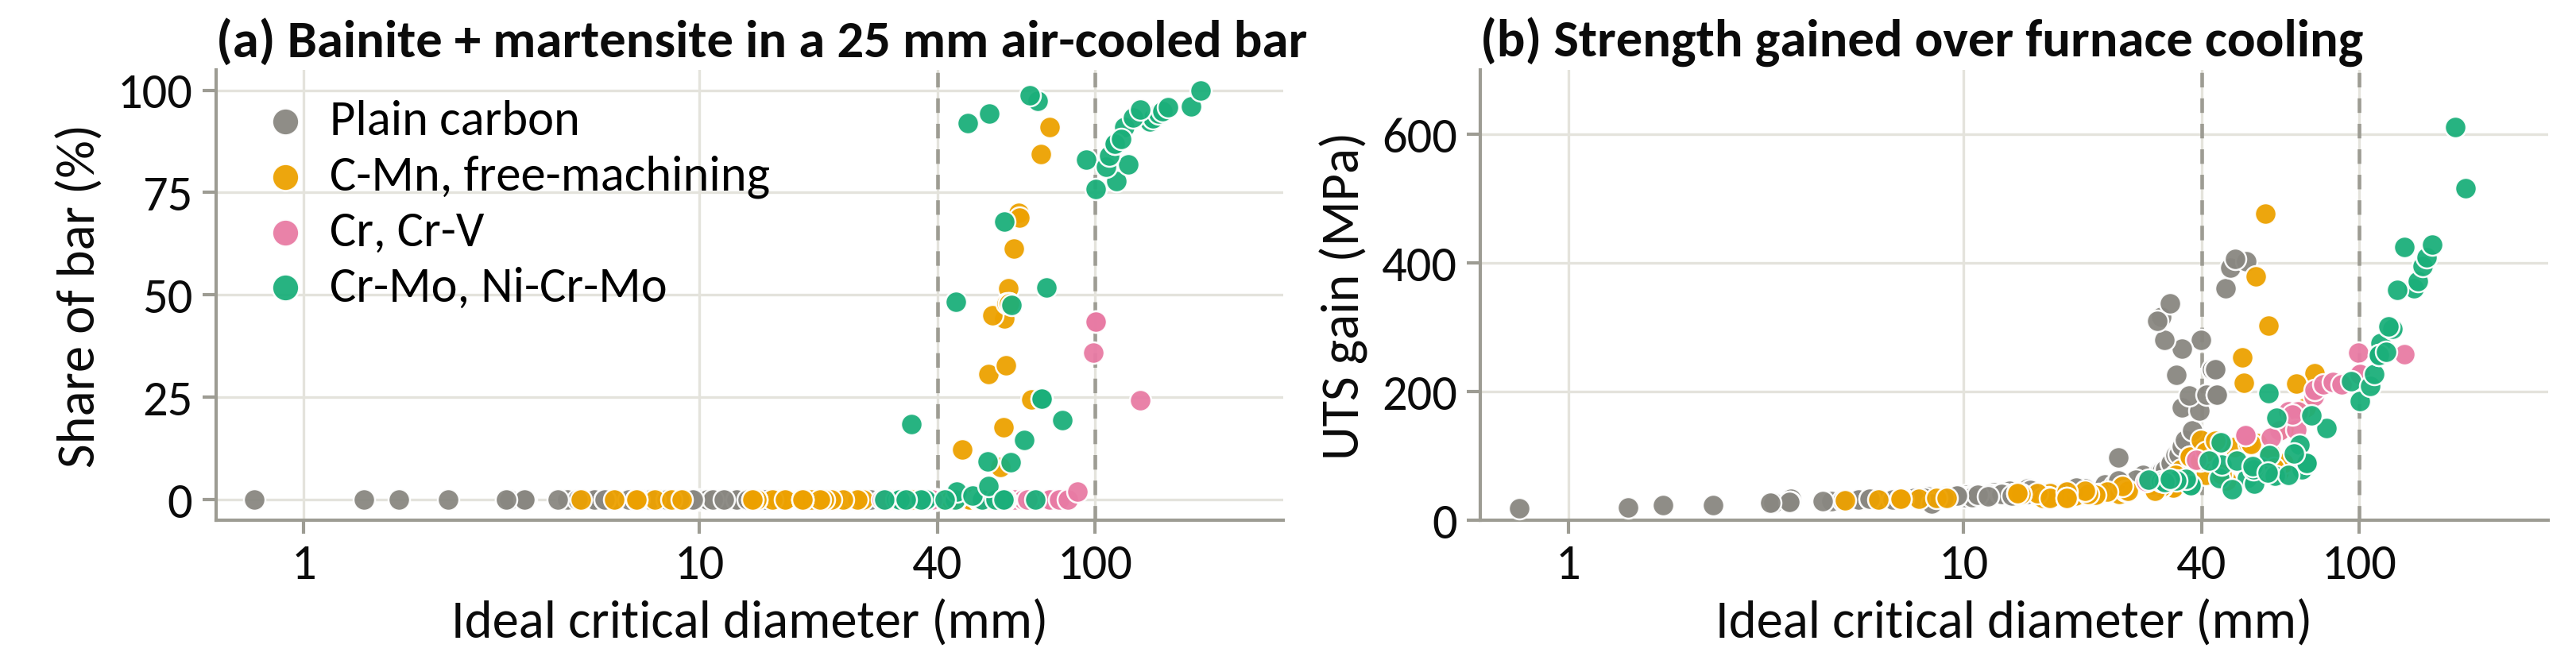 (a) Bainite + martensite in a 25 mm air-cooled bar
Share of bar (%)
100
75
50
25
0
Plain carbon
C-Mn, free-machining
Cr, Cr-V
Cr-Mo, Ni-Cr-Mo
1
10
40
100
Ideal critical diameter (mm)
(b) Strength gained over furnace cooling
UTS gain (MPa)
600
400
200
0
1
10
40
100
Ideal critical diameter (mm)